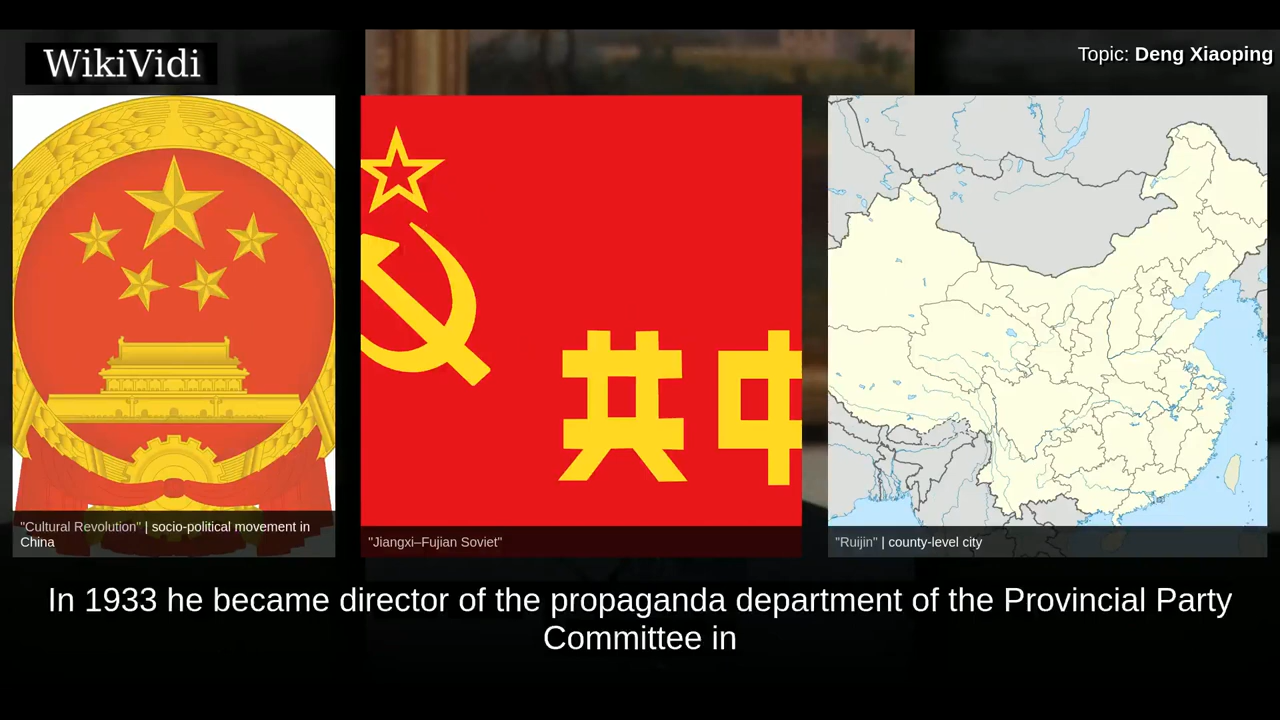 WikiVidi
Topic: Deng Xiaoping
共中
"Cultural Revolution" | socio-political movement in
China
"Jiangxi–Fujian Soviet"
"Ruijin" | county-level city
In 1933 he became director of the propaganda department of the Provincial Party
Committee in